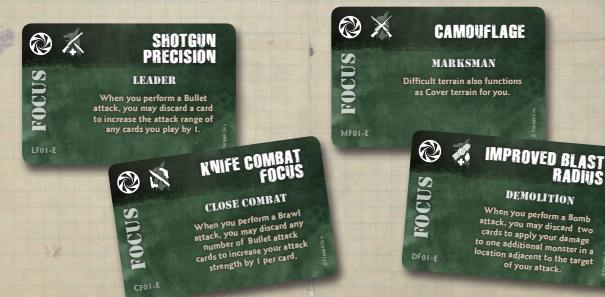 SHOTGUN
PRECISION
LEADER
When you perform a Bullet
attack, you may discard a card
to increase the attack range of
any cards you play by 1.
FOCUS
LF01-E
CAMOUFLAGE
MARKSMAN
Difficult terrain also functions
as Cover terrain for you.
FOCUS
MF01-E
KNIFE COMBAT
FOCUS
CLOSE COMBAT
When you perform a Brawl
attack, you may discard any
number of Bullet attack
cards to increase your attack
strength by 1 per card.
FOCUS
CF01-E
IMPROVED BLAST
RADIUS
DEMOLITION
When you perform a Bomb
attack, you may discard two
cards to apply your damage
to one additional monster in a
location adjacent to the target
of your attack.
FOCUS
DF01-E